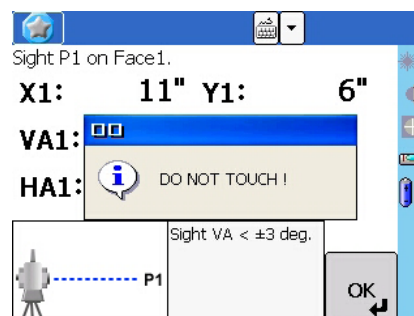 Sight P1 on Face1.
X1: 11" Y1: 6"
VA1:
DO NOT TOUCH !
HA1:
Sight VA < ±3 deg.
P1
OK